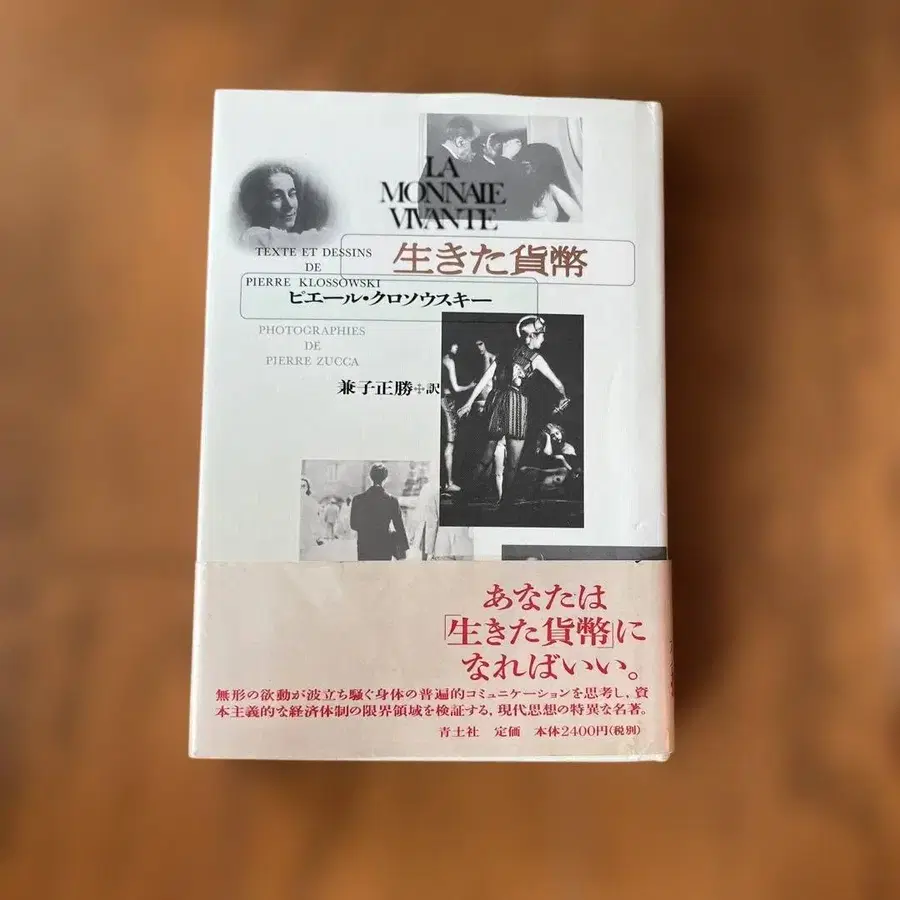 LA
MONNAIE
VIVANTE
生きた貨幣
TEXTE ET DESSINS
DE
PIERRE KLOSSOWSKI
ピエール・クロソウスキー
PHOTOGRAPHIES
DE
PIERRE ZUCCA
兼子正勝✢訳
あなたは
「生きた貨幣」に
なればいい。
無形の欲動が波立ち騒ぐ身体の普遍的コミュニケーションを思考し、資
本主義的な経済体制の限界領域を検証する、現代思想の特異な名著。
青土社 定価 本体2400円(税別)